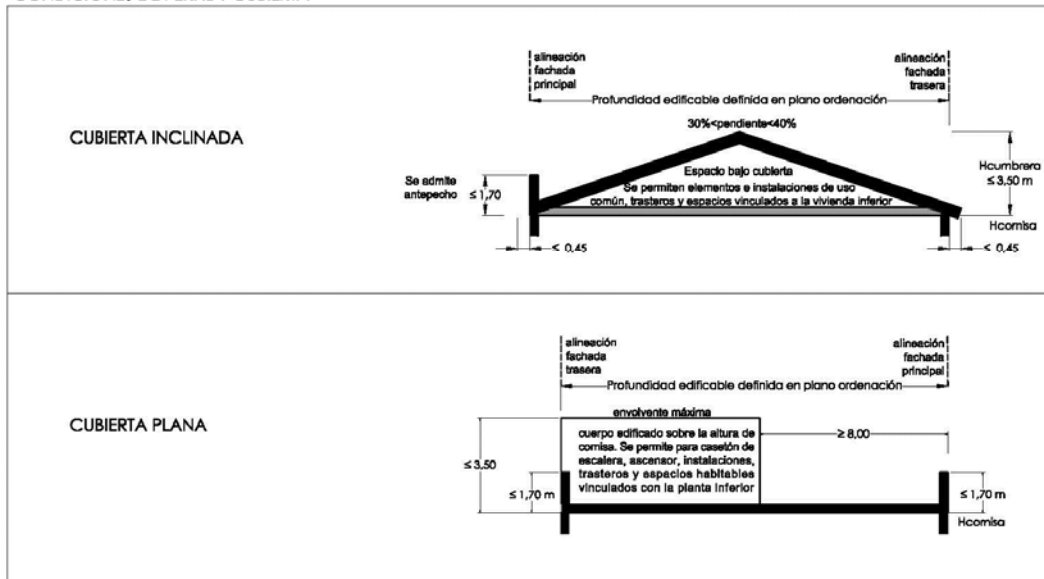 CUBIERTA INCLINADA
alineación
fachada
principal
alineación
fachada
trasera
Profundidad edificable definida en plano ordenación
30%<pendiente<40%
Espacio bajo cubierta
Se permiten elementos e instalaciones de uso
común, trasteros y espacios vinculados a la vivienda inferior
Se admite
antepecho
≤ 1,70
Hcumbrera
≤ 3,50 m
Hcornisa
< 0,45
< 0,45
CUBIERTA PLANA
alineación
fachada
trasera
alineación
fachada
principal
Profundidad edificable definida en plano ordenación
envolvente máxima
cuerpo edificado sobre la altura de
cornisa. Se permite para casetón de
escalera, ascensor, instalaciones,
trasteros y espacios habitables
vinculados con la planta inferior
≥ 8,00
≤ 3,50
≤ 1,70 m
≤ 1,70 m
Hcornisa